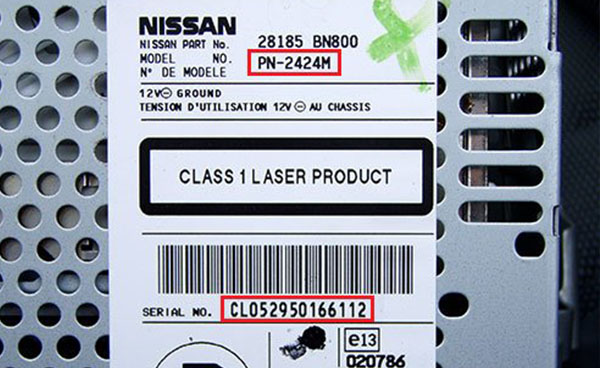 NISSAN
NISSAN PART No. 28185 BN800
MODEL NO. PN-2424M
N° DE MODELE
12V⊖ GROUND
TENSION D'UTILISATION 12V ⊖ AU CHASSIS
CLASS 1 LASER PRODUCT
SERIAL NO. CL052950166112
e13
020786